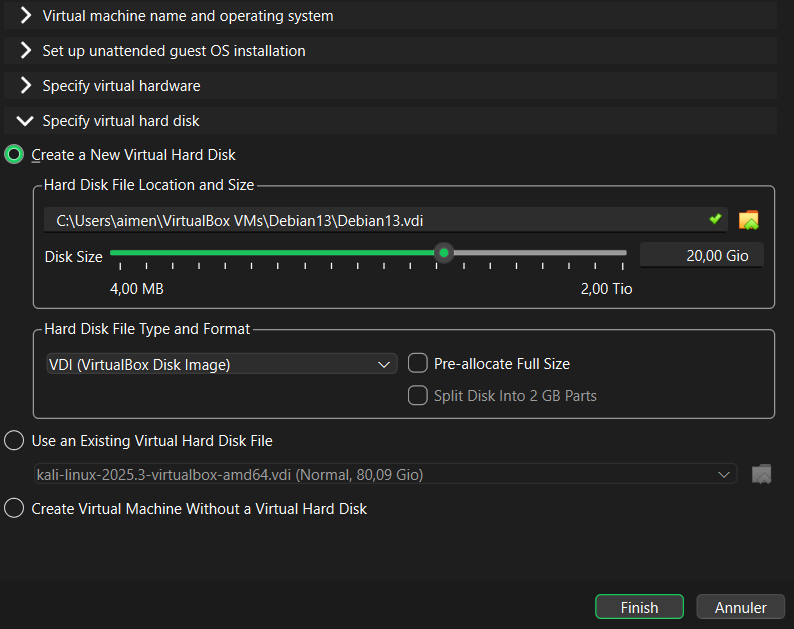 Virtual machine name and operating system
Set up unattended guest OS installation
Specify virtual hardware
Specify virtual hard disk
Create a New Virtual Hard Disk
Hard Disk File Location and Size
C:\Users\aimen\VirtualBox VMs\Debian13\Debian13.vdi
Disk Size
20,00 Gio
4,00 MB
2,00 Tio
Hard Disk File Type and Format
VDI (VirtualBox Disk Image)
Pre-allocate Full Size
Split Disk Into 2 GB Parts
Use an Existing Virtual Hard Disk File
kali-linux-2025.3-virtualbox-amd64.vdi (Normal, 80,09 Gio)
Create Virtual Machine Without a Virtual Hard Disk
Finish
Annuler